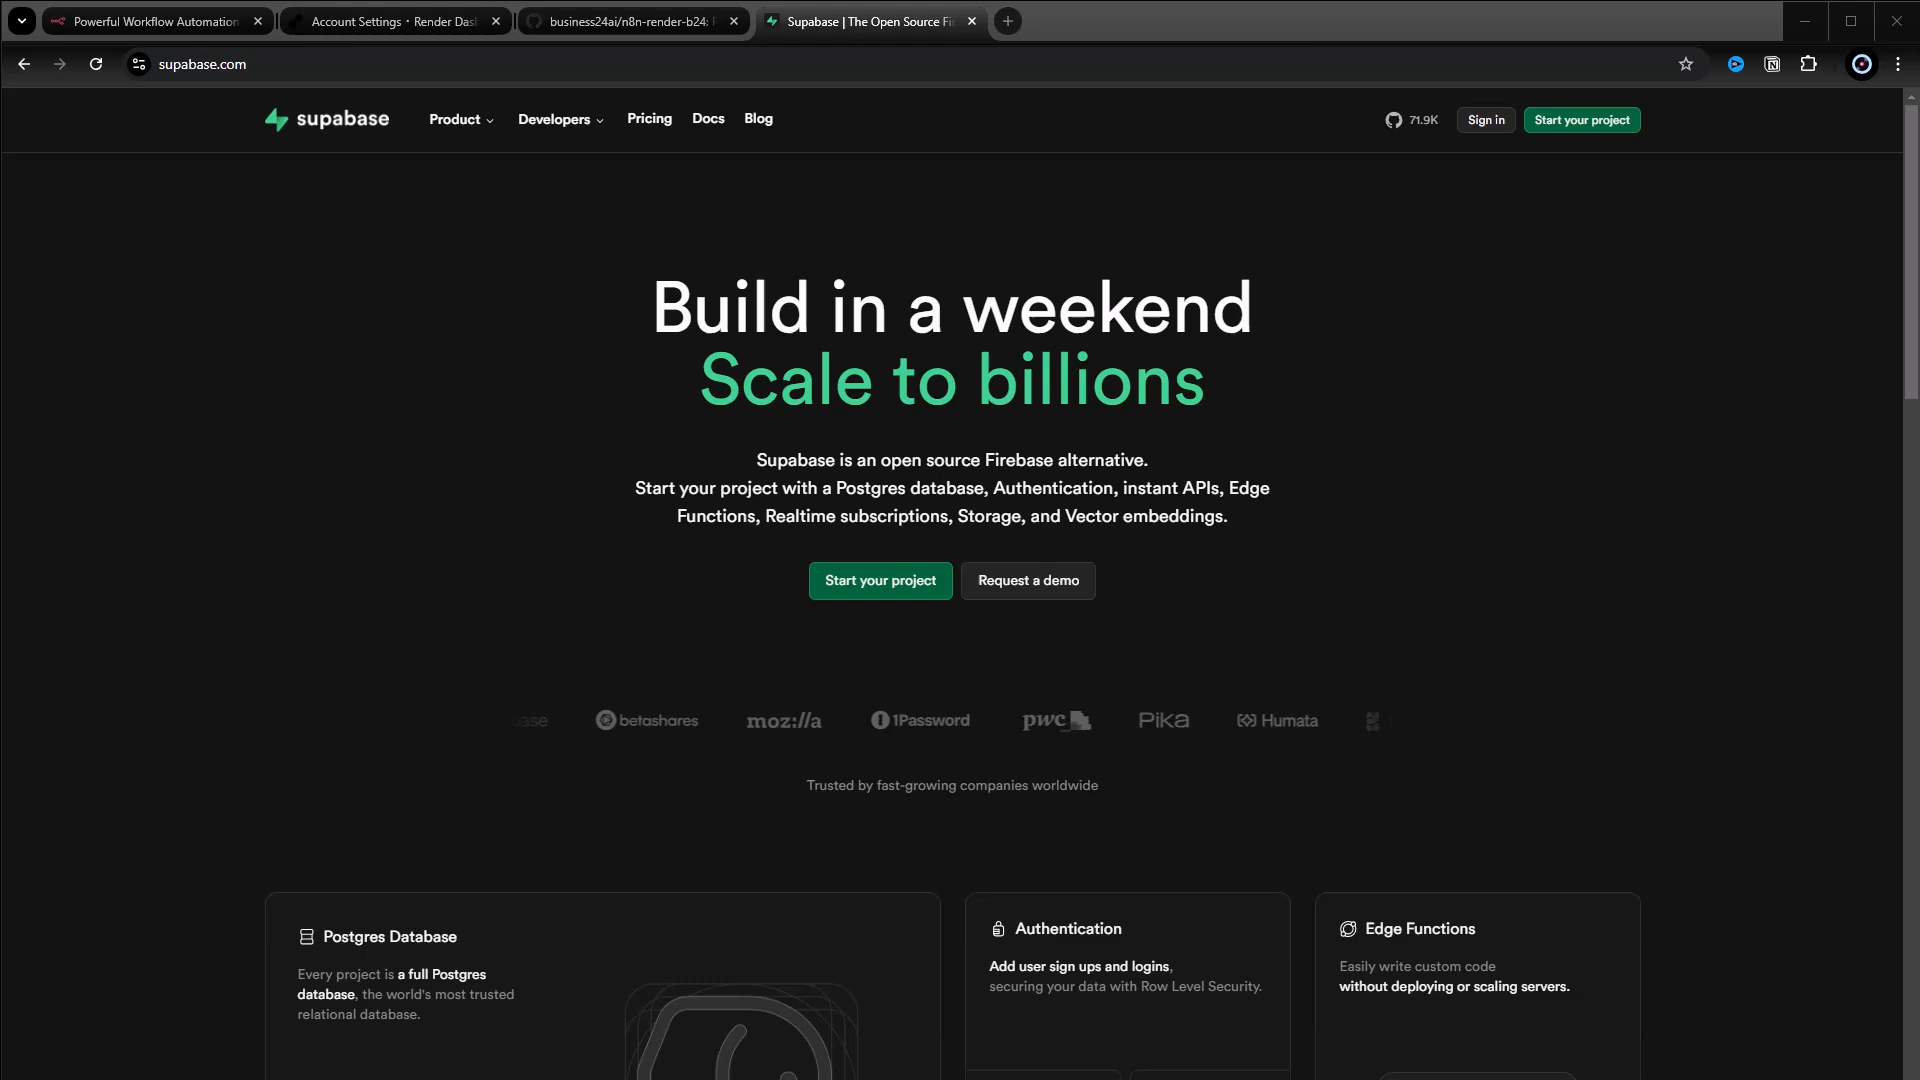 Powerful Workflow Automation
Account Settings · Render Das
business24ai/n8n-render-b24:
Supabase | The Open Source Fi
supabase.com
supabase
Product
Developers
Pricing
Docs
Blog
71.9K
Sign in
Start your project
Build in a weekend
Scale to billions
Supabase is an open source Firebase alternative.
Start your project with a Postgres database, Authentication, instant APIs, Edge
Functions, Realtime subscriptions, Storage, and Vector embeddings.
Start your project
Request a demo
ase
betashares
moz://a
1Password
pwc
Pika
Humata
Trusted by fast-growing companies worldwide
Postgres Database
Every project is a full Postgres
database, the world's most trusted
relational database.
Authentication
Add user sign ups and logins,
securing your data with Row Level Security.
Edge Functions
Easily write custom code
without deploying or scaling servers.